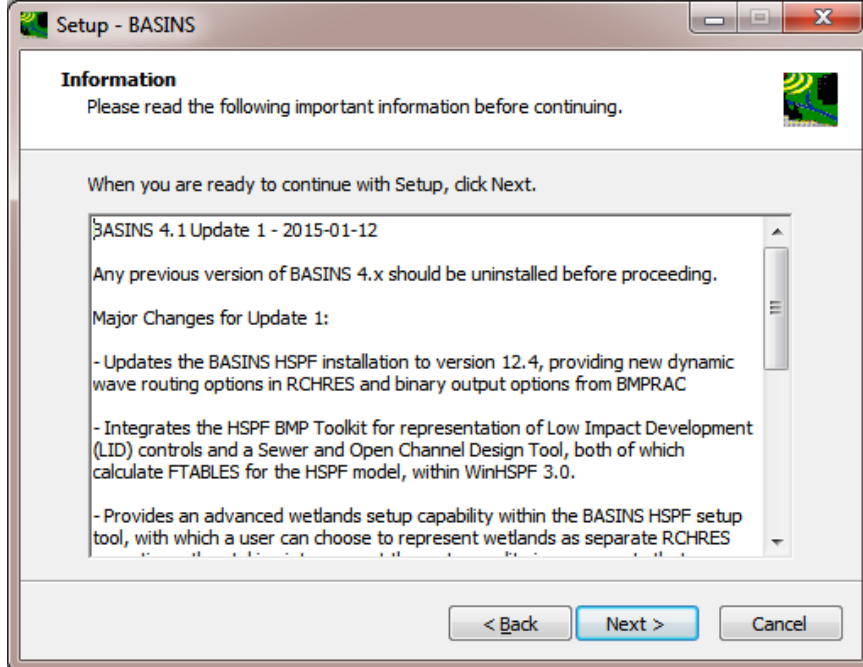 Setup - BASINS
Information
Please read the following important information before continuing.
When you are ready to continue with Setup, click Next.
BASINS 4.1 Update 1 - 2015-01-12
Any previous version of BASINS 4.x should be uninstalled before proceeding.
Major Changes for Update 1:
- Updates the BASINS HSPF installation to version 12.4, providing new dynamic
wave routing options in RCHRES and binary output options from BMPRAC
- Integrates the HSPF BMP Toolkit for representation of Low Impact Development
(LID) controls and a Sewer and Open Channel Design Tool, both of which
calculate FTABLES for the HSPF model, within WinHSPF 3.0.
- Provides an advanced wetlands setup capability within the BASINS HSPF setup
tool, with which a user can choose to represent wetlands as separate RCHRES
< Back
Next >
Cancel